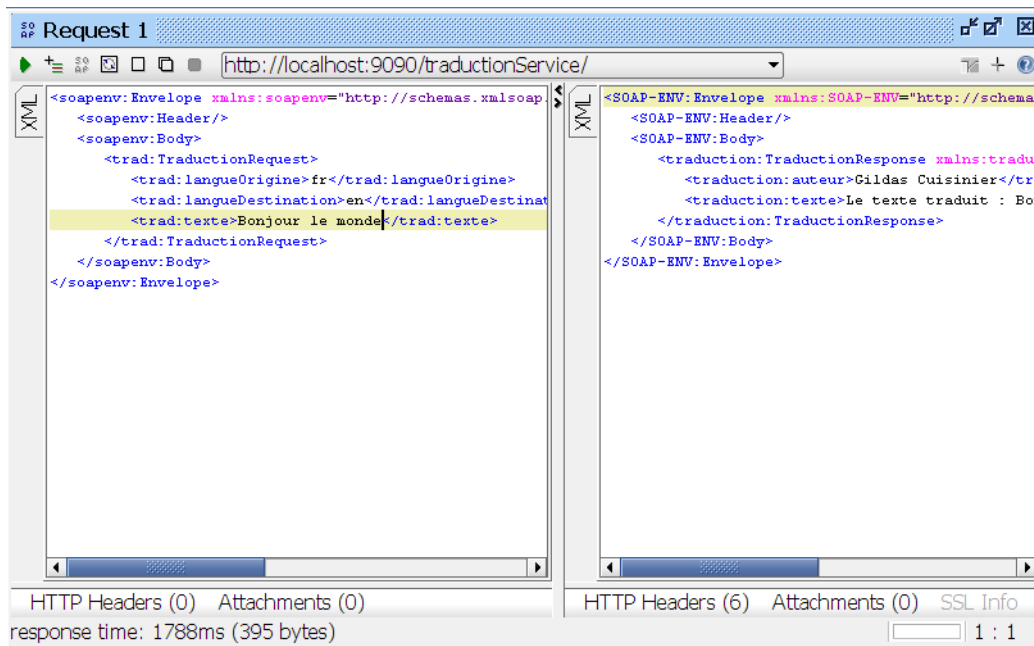 SO AP Request 1
http://localhost:9090/traductionService/
XML
<soapenv:Envelope xmlns:soapenv="http://schemas.xmlsoap.
<soapenv:Header/>
<soapenv:Body>
<trad:TraductionRequest>
<trad:langueOrigine>fr</trad:langueOrigine>
<trad:langueDestination>en</trad:langueDestinat
<trad:texte>Bonjour le monde</trad:texte>
</trad:TraductionRequest>
</soapenv:Body>
</soapenv:Envelope>
XML
<SOAP-ENV:Envelope xmlns:SOAP-ENV="http://schema
<SOAP-ENV:Header/>
<SOAP-ENV:Body>
<traduction:TraductionResponse xmlns:tradu
<traduction:auteur>Gildas Cuisinier</tr
<traduction:texte>Le texte traduit : Bo
</traduction:TraductionResponse>
</SOAP-ENV:Body>
</SOAP-ENV:Envelope>
HTTP Headers (0) Attachments (0)
HTTP Headers (6) Attachments (0) SSL Info
response time: 1788ms (395 bytes)
1 : 1